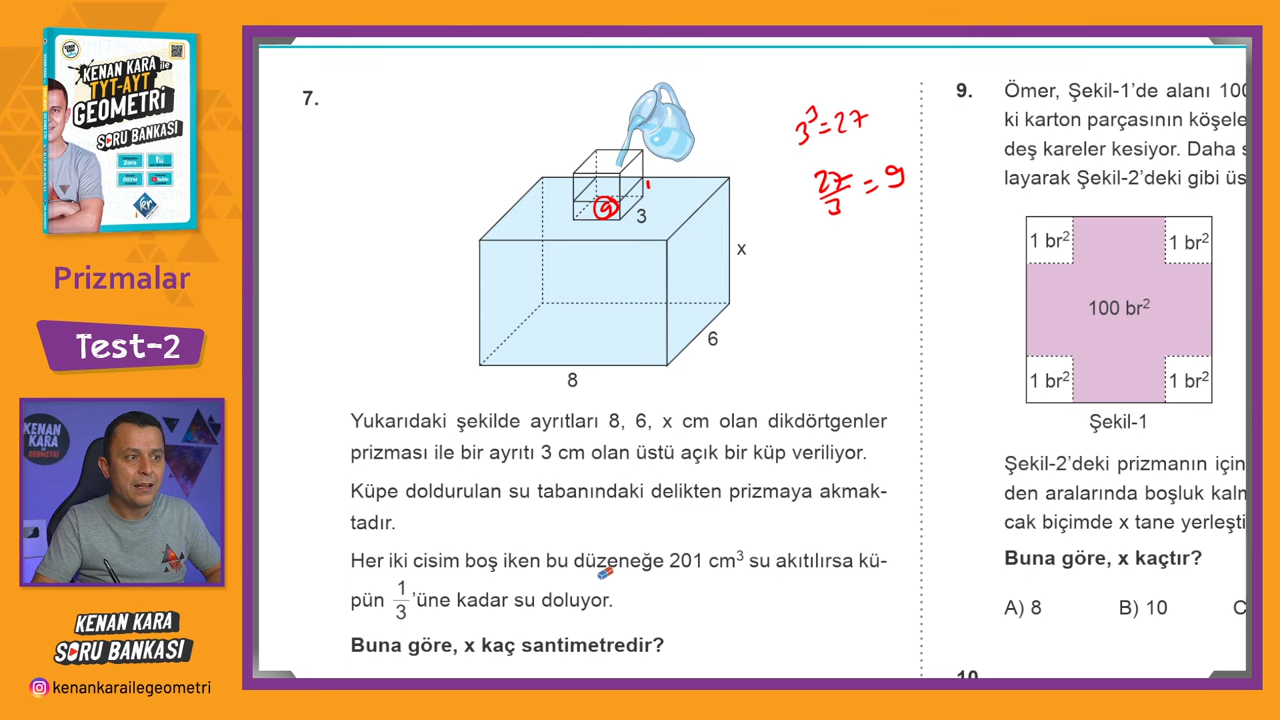 KENAN KARA ile
TYT-AYT
GEOMETRİ
SORU BANKASI
Prizmalar
Test-2
KENAN
KARA
GEOMETRİ
KENAN KARA
SORU BANKASI
kenankarailegeometri
7.
3³=27
27/3 = 9
9
1
3
x
6
8
Yukarıdaki şekilde ayrıtları 8, 6, x cm olan dikdörtgenler
prizması ile bir ayrıtı 3 cm olan üstü açık bir küp veriliyor.
Küpe doldurulan su tabanındaki delikten prizmaya akmak-
tadır.
Her iki cisim boş iken bu düzeneğe 201 cm³ su akıtılırsa kü-
pün 1/3'üne kadar su doluyor.
Buna göre, x kaç santimetredir?
9.
Ömer, Şekil-1'de alanı 100
ki karton parçasının köşele
deş kareler kesiyor. Daha s
layarak Şekil-2'deki gibi üs
1 br² 1 br²
100 br²
1 br² 1 br²
Şekil-1
Şekil-2'deki prizmanın için
den aralarında boşluk kalm
cak biçimde x tane yerleşti
Buna göre, x kaçtır?
A) 8 B) 10 C
10